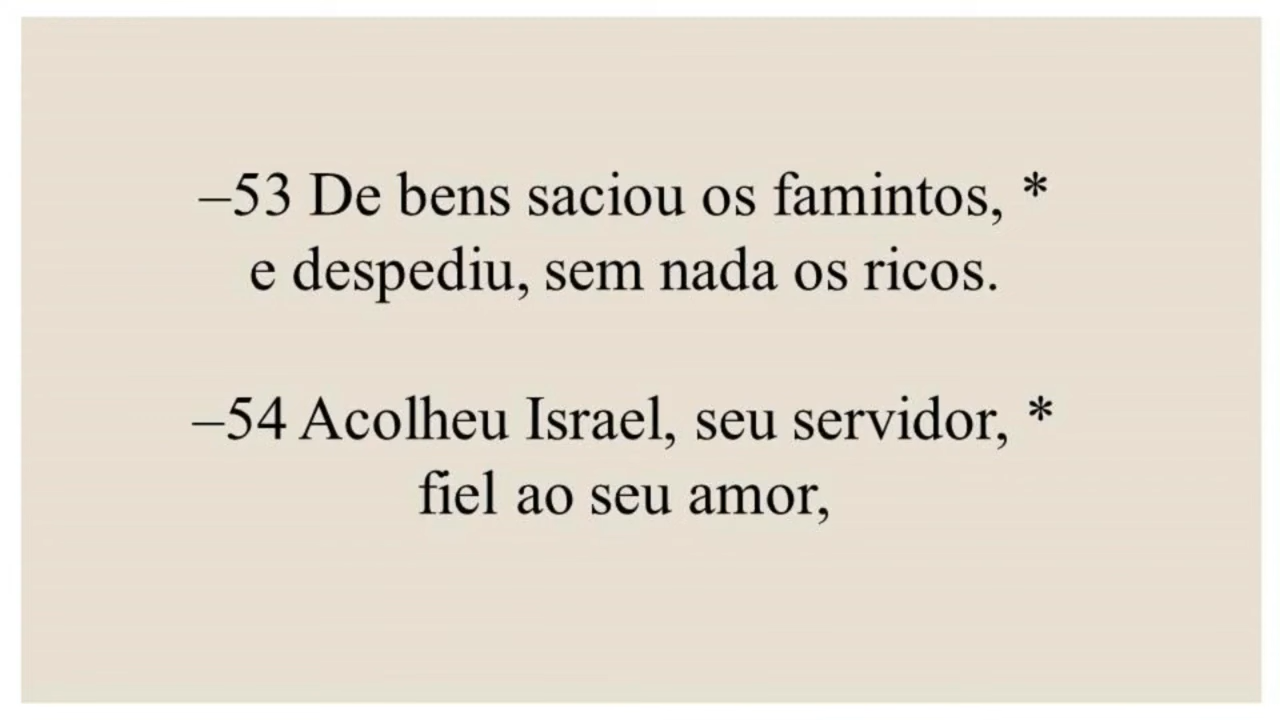 –53 De bens saciou os famintos, *
e despediu, sem nada os ricos.
–54 Acolheu Israel, seu servidor, *
fiel ao seu amor,